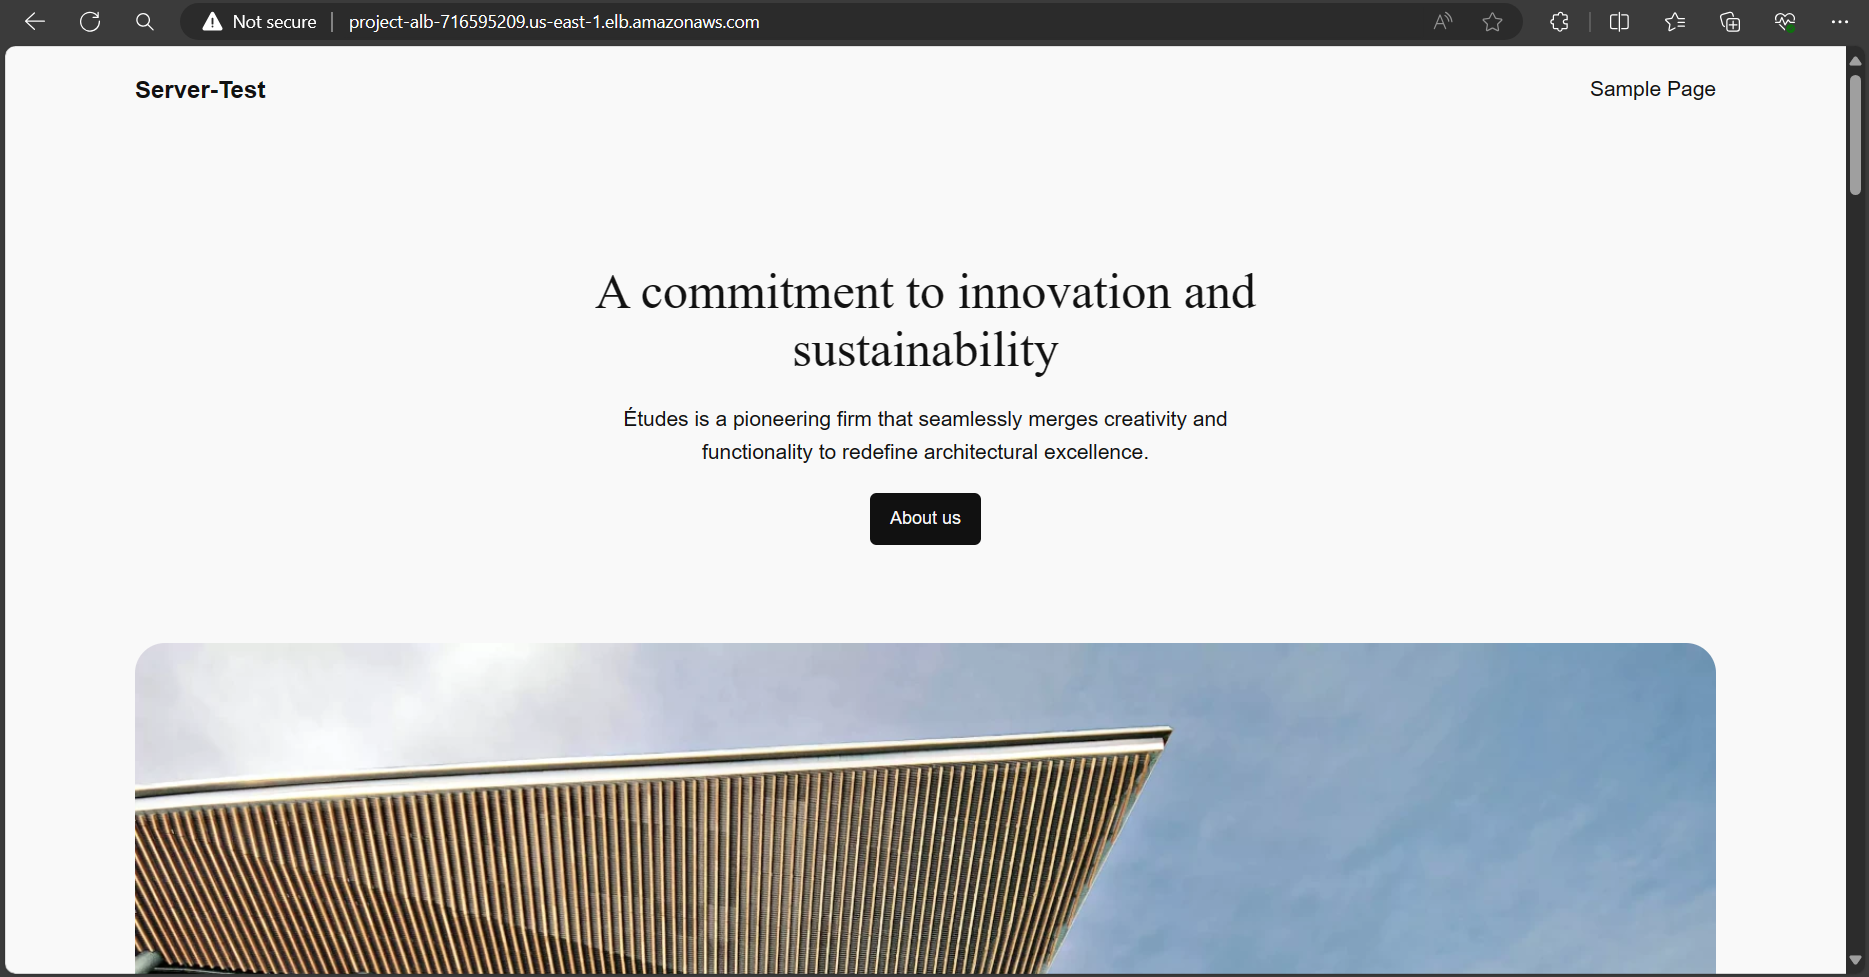 Not secure
project-alb-716595209.us-east-1.elb.amazonaws.com
Server-Test
Sample Page
A commitment to innovation and
sustainability
Études is a pioneering firm that seamlessly merges creativity and
functionality to redefine architectural excellence.
About us